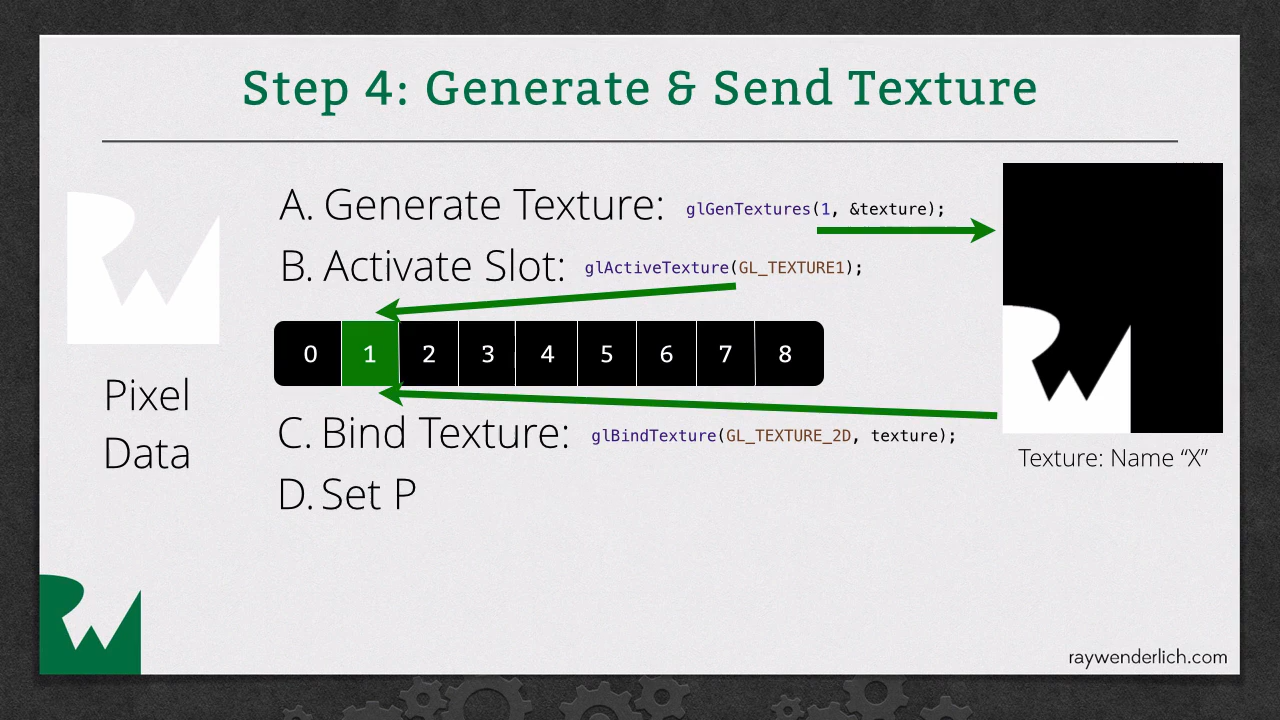 Step 4: Generate & Send Texture
A. Generate Texture: glGenTextures(1, &texture);
B. Activate Slot: glActiveTexture(GL_TEXTURE1);
0 1 2 3 4 5 6 7 8
C. Bind Texture: glBindTexture(GL_TEXTURE_2D, texture);
D. Set P
Pixel
Data
Texture: Name “X”
RW
raywenderlich.com